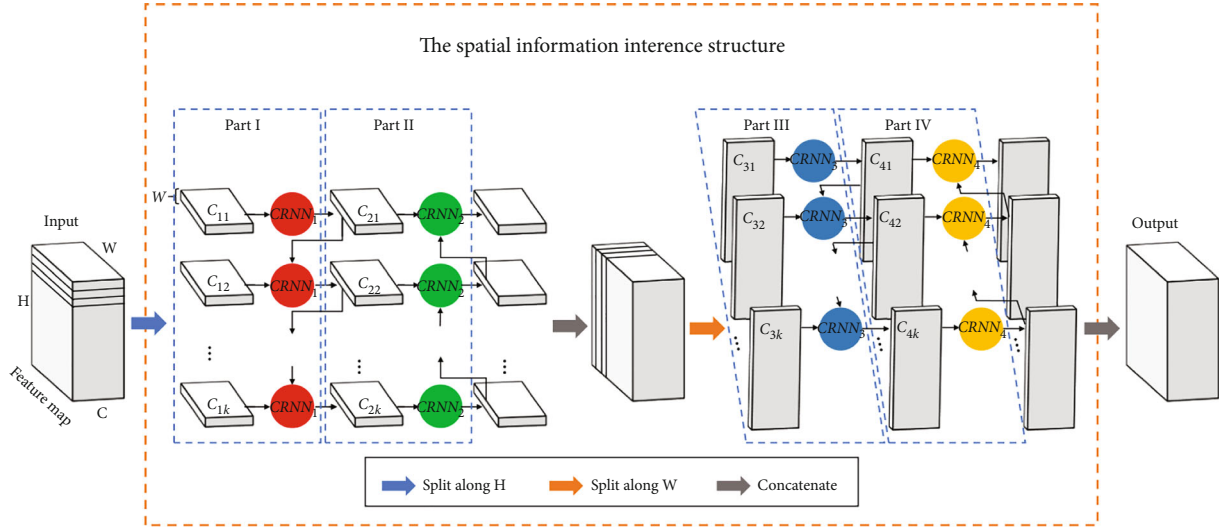 The spatial information interence structure
Part I
Part II
Part III
Part IV
Input
W
H
Feature map
C
W
C11
CRNN1
C21
CRNN2
C12
CRNN1
C22
CRNN2
...
...
...
C1k
CRNN1
C2k
CRNN2
C31
CRNN3
C41
CRNN4
C32
CRNN3
C42
CRNN4
C3k
CRNN3
C4k
CRNN4
...
...
...
Output
Split along H
Split along W
Concatenate